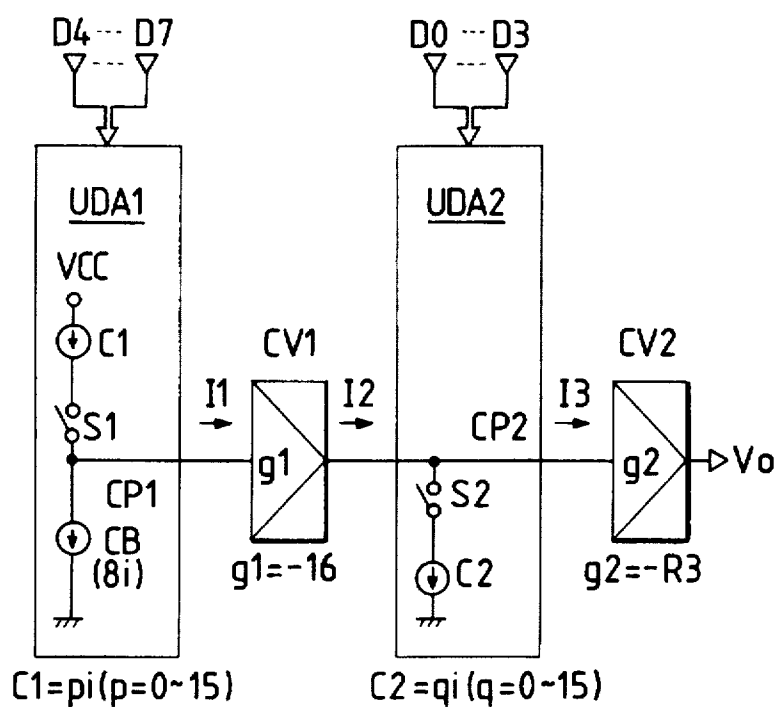 D4 ---- D7
D0 ---- D3
UDA1
UDA2
VCC
C1
CV1
CV2
I1
I2
I3
S1
CP2
g1
g2
Vo
CP1
S2
CB
(8i)
C2
g1=-16
g2=-R3
C1=pi(p=0~15)
C2=qi(q=0~15)